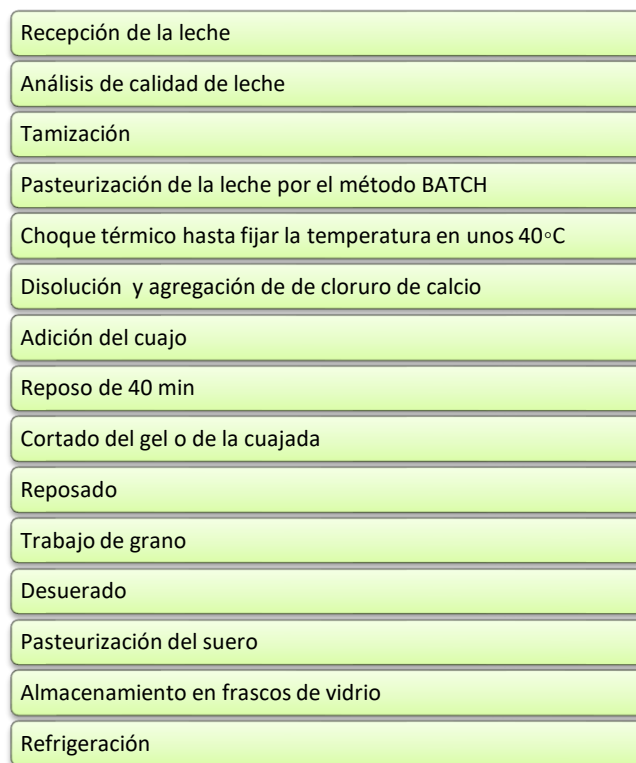 Recepción de la leche
Análisis de calidad de leche
Tamización
Pasteurización de la leche por el método BATCH
Choque térmico hasta fijar la temperatura en unos 40◦C
Disolución y agregación de de cloruro de calcio
Adición del cuajo
Reposo de 40 min
Cortado del gel o de la cuajada
Reposado
Trabajo de grano
Desuerado
Pasteurización del suero
Almacenamiento en frascos de vidrio
Refrigeración